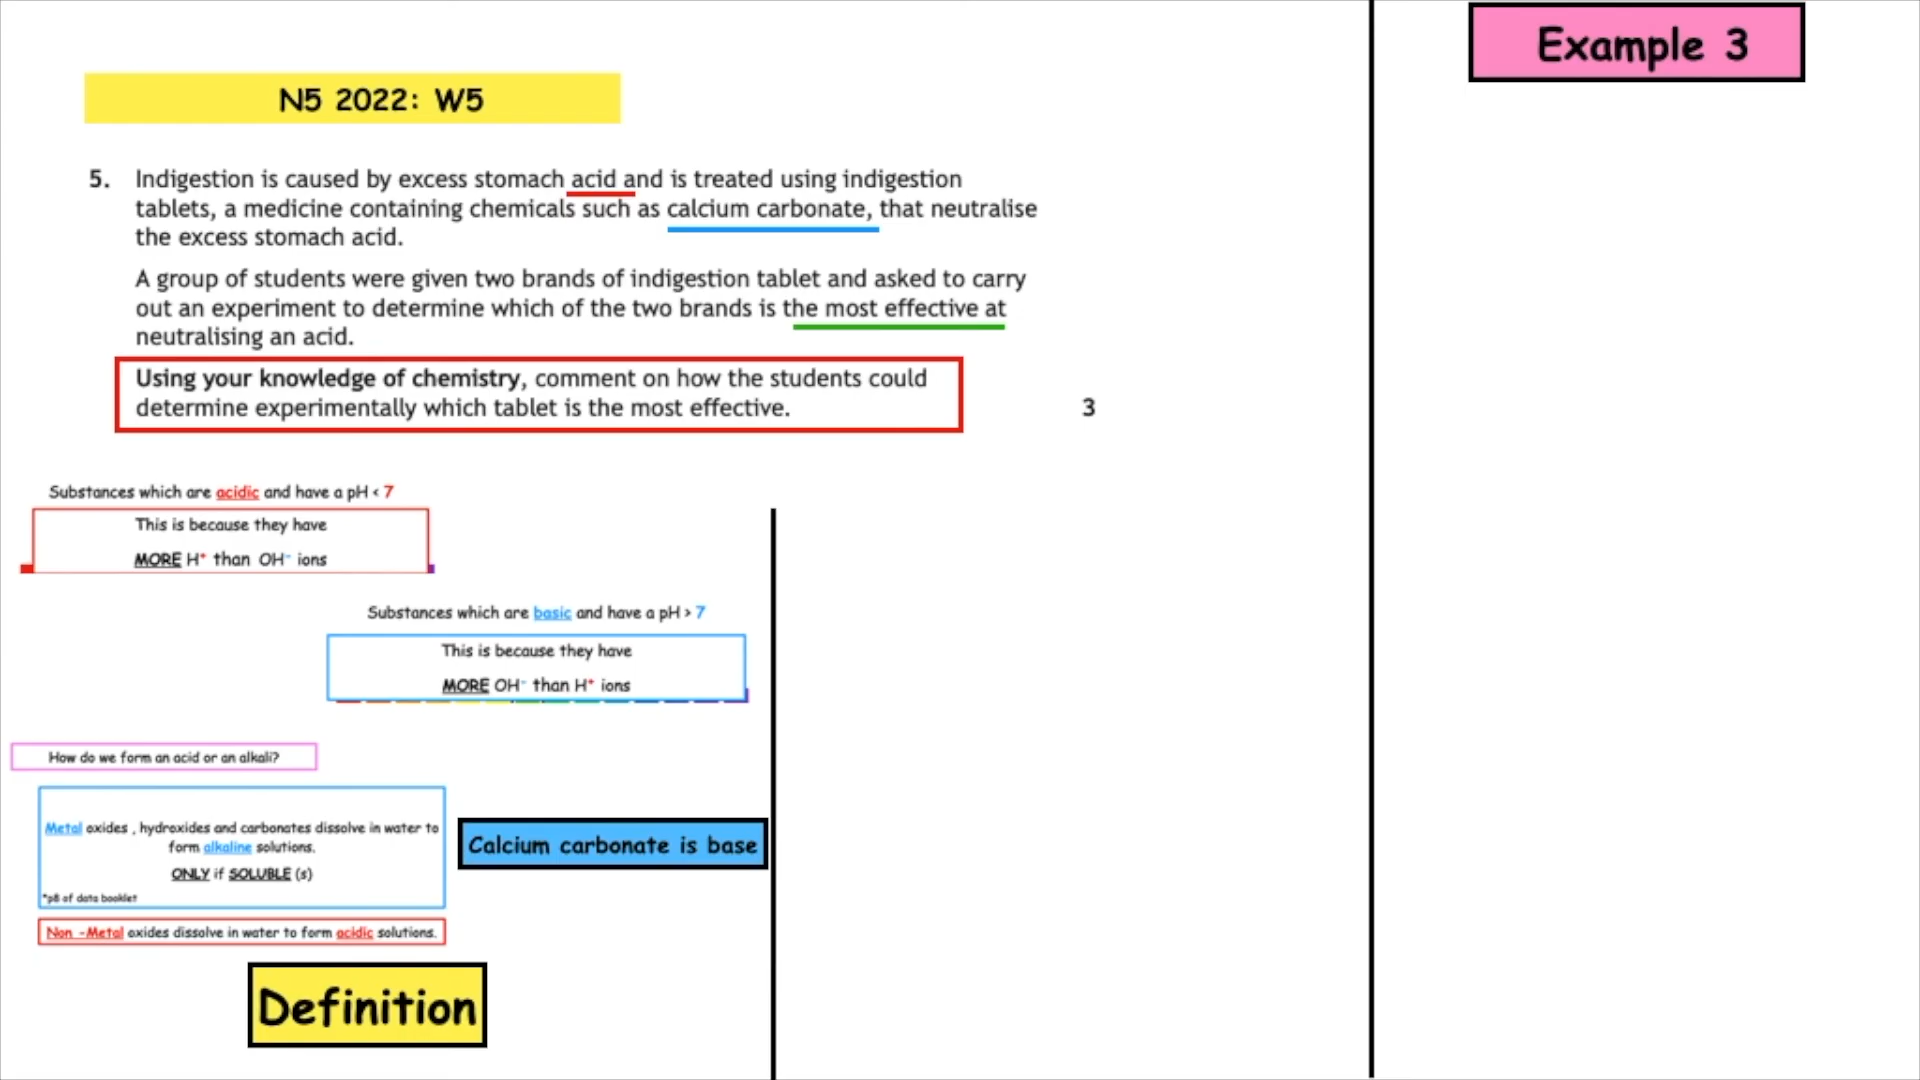 Example 3
N5 2022: W5
5. Indigestion is caused by excess stomach acid and is treated using indigestion
tablets, a medicine containing chemicals such as calcium carbonate, that neutralise
the excess stomach acid.
A group of students were given two brands of indigestion tablet and asked to carry
out an experiment to determine which of the two brands is the most effective at
neutralising an acid.
Using your knowledge of chemistry, comment on how the students could
determine experimentally which tablet is the most effective. 3
Substances which are acidic and have a pH < 7
This is because they have
MORE H⁺ than OH⁻ ions
Substances which are basic and have a pH > 7
This is because they have
MORE OH⁻ than H⁺ ions
How do we form an acid or an alkali?
Metal oxides , hydroxides and carbonates dissolve in water to
form alkaline solutions.
ONLY if SOLUBLE (s)
*p8 of data booklet
Calcium carbonate is base
Non -Metal oxides dissolve in water to form acidic solutions.
Definition